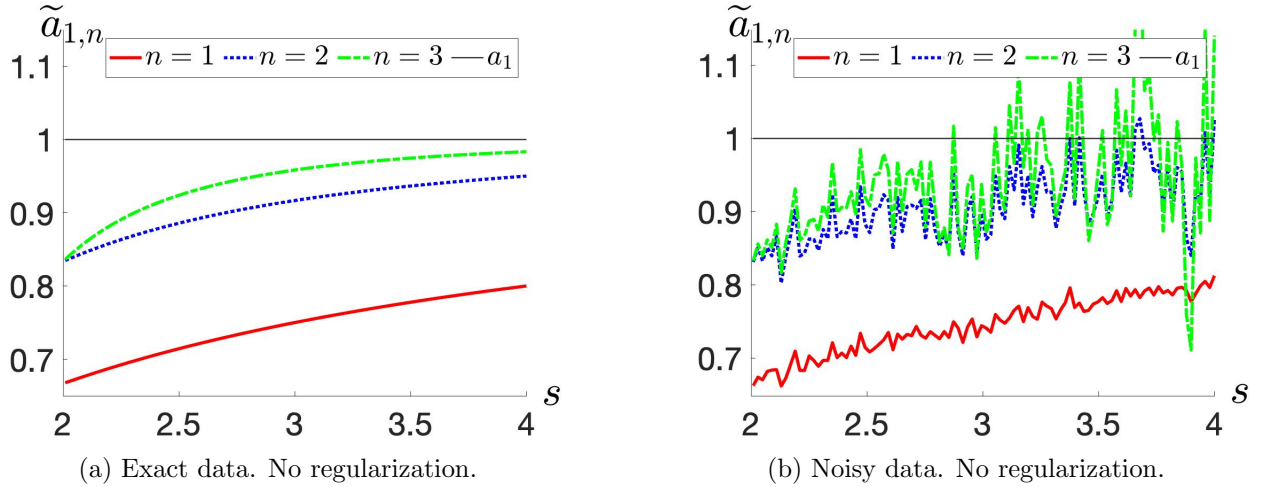 ã₁,ₙ
n = 1 n = 2 n = 3 a₁
1.1
1
0.9
0.8
0.7
2 2.5 3 3.5 4
s
(a) Exact data. No regularization.
ã₁,ₙ
n = 1 n = 2 n = 3 a₁
1.1
1
0.9
0.8
0.7
2 2.5 3 3.5 4
s
(b) Noisy data. No regularization.